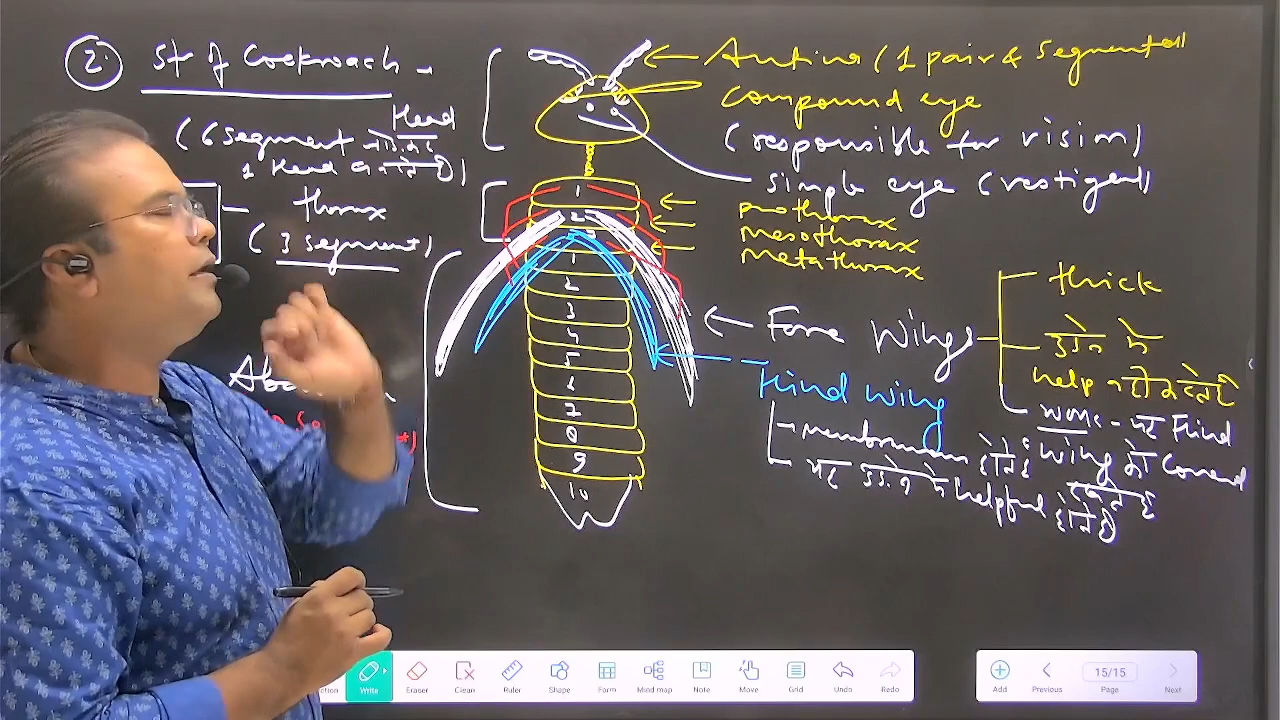 2. St of Cockroach -
Head
(6 segment
1 Head
thorax
(3 segment)
Antina (1 pair & Segmented
compound eye
(responsible for vision)
simple eye (vestigeal)
prothorax
mesothorax
metathorax
1
2
3
1
2
3
4
5
6
7
8
9
10
Fore Wings
thick
उड़ने में
help नहीं करते हैं
work - यह Hind
wing को Covered
रखते हैं
Hind wing
membranous होते हैं
यह उड़ने में helpful होते हैं
Write
Eraser
Clean
Ruler
Shape
Form
Mind map
Note
Move
Grid
Undo
Redo
Add
Previous
15/15
Page
Next